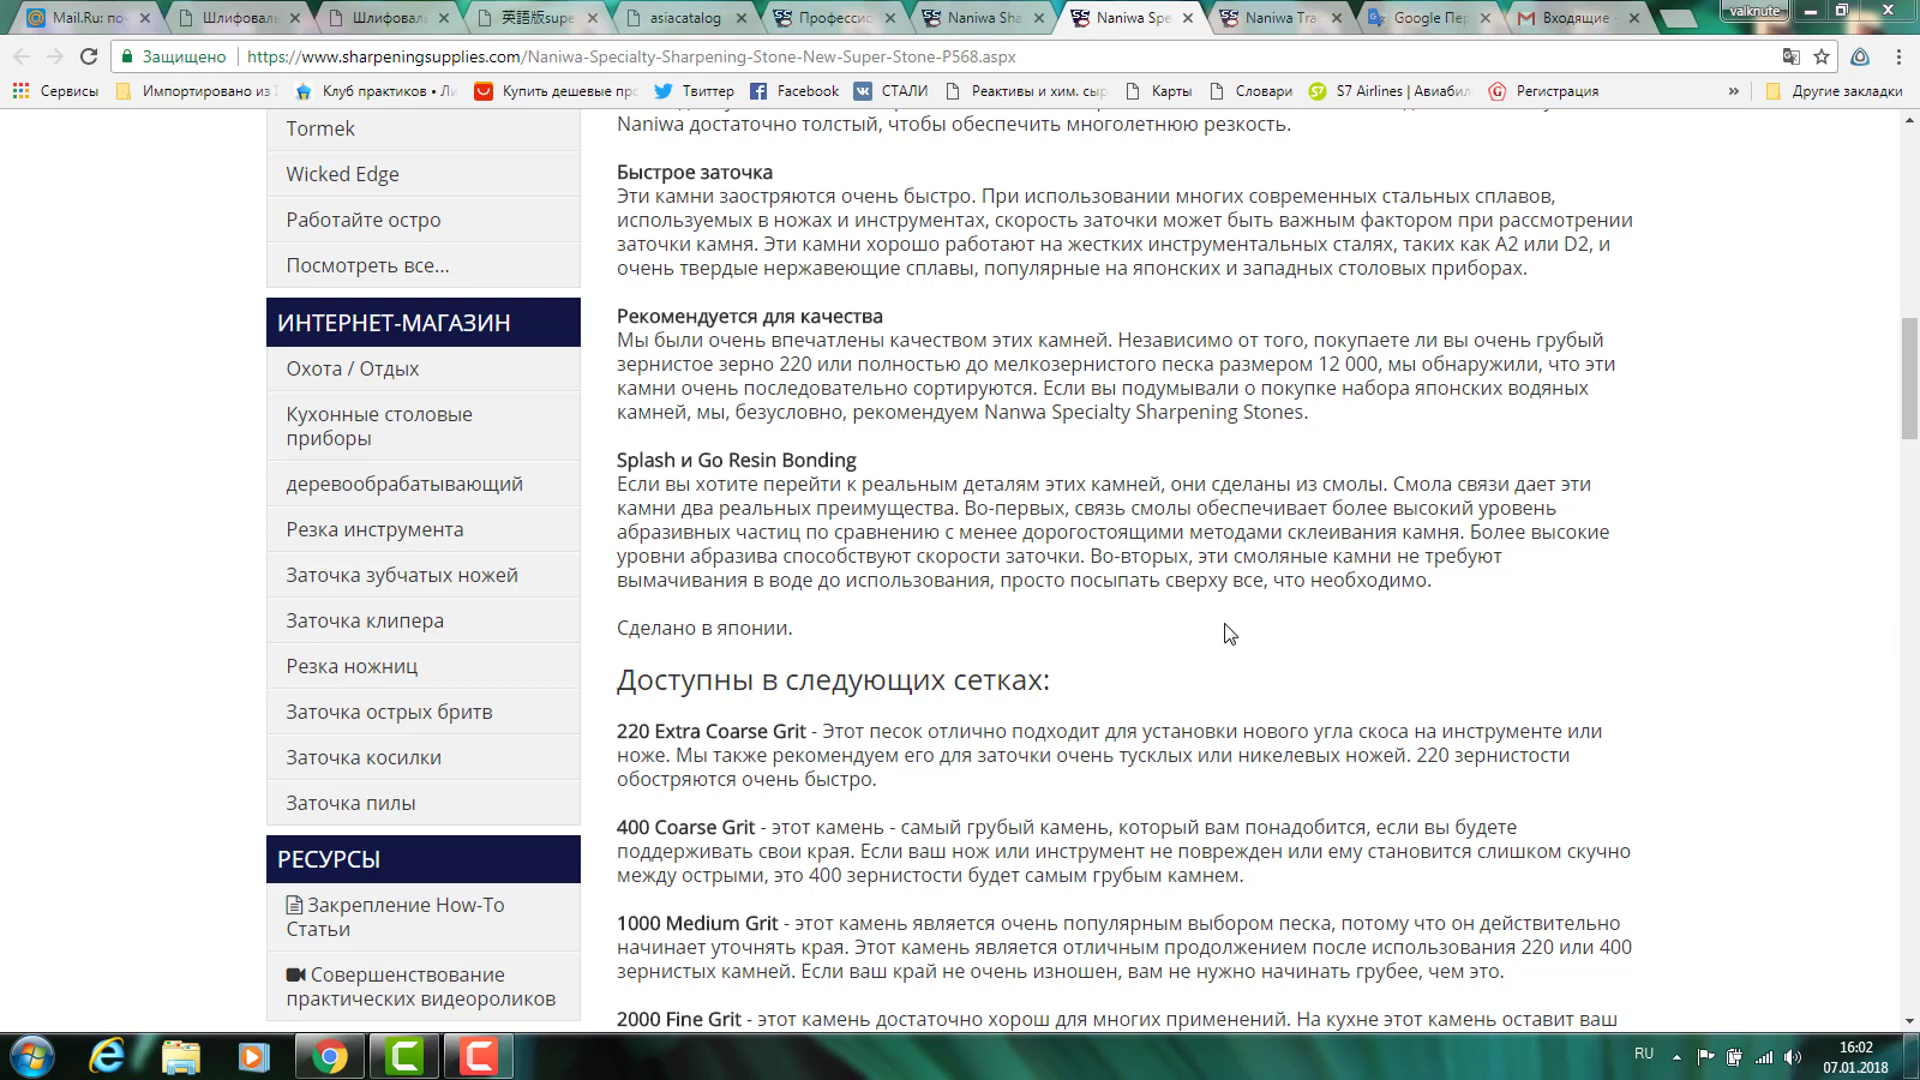 Mail.Ru: по
Шлифоваль
Шлифоваль
英語版supe
asiacatalog
Профессио
Naniwa Sha
Naniwa Spe
Naniwa Tra
Google Пер
Входящие -
valknute
Защищено
https://www.sharpeningsupplies.com/Naniwa-Specialty-Sharpening-Stone-New-Super-Stone-P568.aspx
Сервисы
Импортировано из
Клуб практиков • Ли
Купить дешевые про
Твиттер
Facebook
СТАЛИ
Реактивы и хим. сыр
Карты
Словари
S7 Airlines | Авиабил
Регистрация
»
Другие закладки
Tormek
Wicked Edge
Работайте остро
Посмотреть все...
ИНТЕРНЕТ-МАГАЗИН
Охота / Отдых
Кухонные столовые
приборы
деревообрабатывающий
Резка инструмента
Заточка зубчатых ножей
Заточка клипера
Резка ножниц
Заточка острых бритв
Заточка косилки
Заточка пилы
РЕСУРСЫ
Закрепление How-To
Статьи
Совершенствование
практических видеороликов
Naniwa достаточно толстый, чтобы обеспечить многолетнюю резкость.
Быстрое заточка
Эти камни заостряются очень быстро. При использовании многих современных стальных сплавов,
используемых в ножах и инструментах, скорость заточки может быть важным фактором при рассмотрении
заточки камня. Эти камни хорошо работают на жестких инструментальных сталях, таких как A2 или D2, и
очень твердые нержавеющие сплавы, популярные на японских и западных столовых приборах.
Рекомендуется для качества
Мы были очень впечатлены качеством этих камней. Независимо от того, покупаете ли вы очень грубый
зернистое зерно 220 или полностью до мелкозернистого песка размером 12 000, мы обнаружили, что эти
камни очень последовательно сортируются. Если вы подумывали о покупке набора японских водяных
камней, мы, безусловно, рекомендуем Nanwa Specialty Sharpening Stones.
Splash и Go Resin Bonding
Если вы хотите перейти к реальным деталям этих камней, они сделаны из смолы. Смола связи дает эти
камни два реальных преимущества. Во-первых, связь смолы обеспечивает более высокий уровень
абразивных частиц по сравнению с менее дорогостоящими методами склеивания камня. Более высокие
уровни абразива способствуют скорости заточки. Во-вторых, эти смоляные камни не требуют
вымачивания в воде до использования, просто посыпать сверху все, что необходимо.
Сделано в японии.
Доступны в следующих сетках:
220 Extra Coarse Grit - Этот песок отлично подходит для установки нового угла скоса на инструменте или
ноже. Мы также рекомендуем его для заточки очень тусклых или никелевых ножей. 220 зернистости
обостряются очень быстро.
400 Coarse Grit - этот камень - самый грубый камень, который вам понадобится, если вы будете
поддерживать свои края. Если ваш нож или инструмент не поврежден или ему становится слишком скучно
между острыми, это 400 зернистости будет самым грубым камнем.
1000 Medium Grit - этот камень является очень популярным выбором песка, потому что он действительно
начинает уточнять края. Этот камень является отличным продолжением после использования 220 или 400
зернистых камней. Если ваш край не очень изношен, вам не нужно начинать грубее, чем это.
2000 Fine Grit - этот камень достаточно хорош для многих применений. На кухне этот камень оставит ваш
RU
16:02
07.01.2018